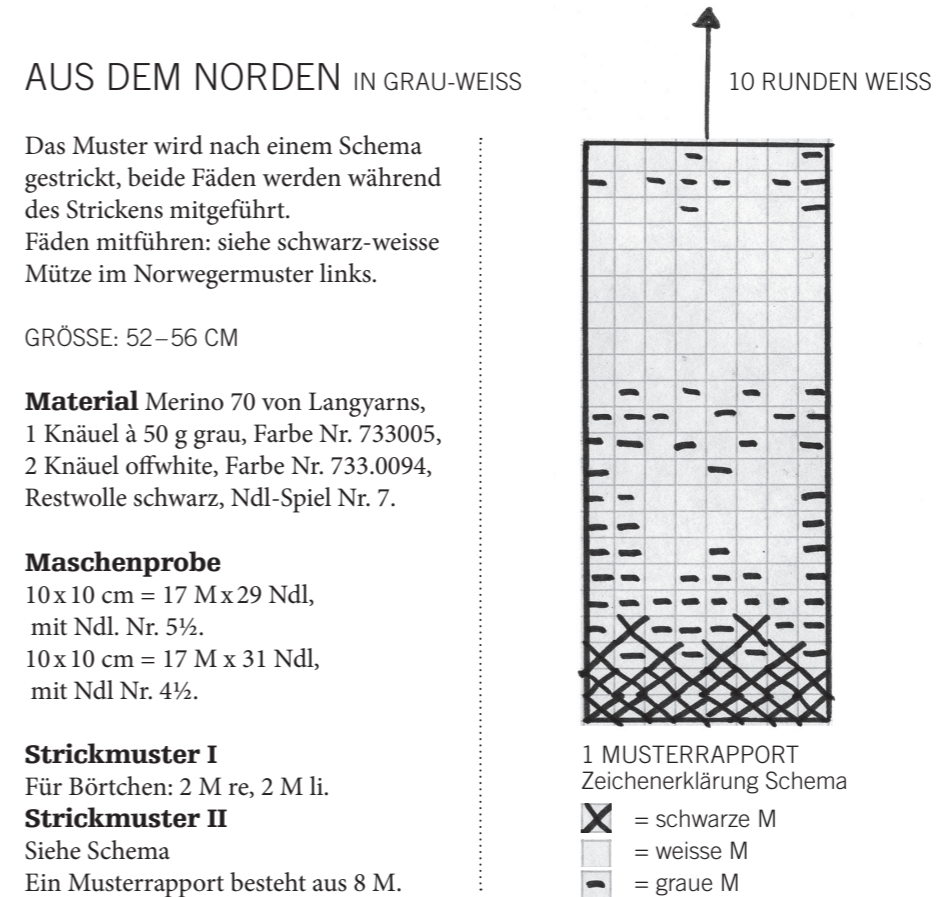 AUS DEM NORDEN IN GRAU-WEISS
Das Muster wird nach einem Schema
gestrickt, beide Fäden werden während
des Strickens mitgeführt.
Fäden mitführen: siehe schwarz-weisse
Mütze im Norwegermuster links.
GRÖSSE: 52–56 CM
Material Merino 70 von Langyarns,
1 Knäuel à 50 g grau, Farbe Nr. 733005,
2 Knäuel offwhite, Farbe Nr. 733.0094,
Restwolle schwarz, Ndl-Spiel Nr. 7.
Maschenprobe
10 x 10 cm = 17 M x 29 Ndl,
mit Ndl. Nr. 5½.
10 x 10 cm = 17 M x 31 Ndl,
mit Ndl Nr. 4½.
Strickmuster I
Für Börtchen: 2 M re, 2 M li.
Strickmuster II
Siehe Schema
Ein Musterrapport besteht aus 8 M.
10 RUNDEN WEISS
1 MUSTERRAPPORT
Zeichenerklärung Schema
= schwarze M
= weisse M
= graue M